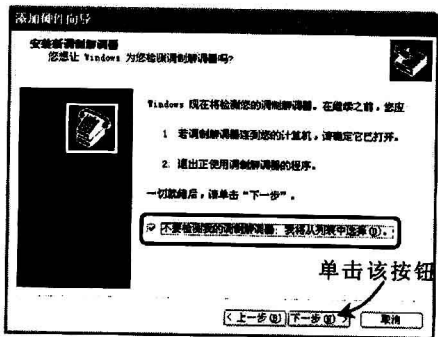 添加硬件向导
安装新调制解调器
您想让 Windows 为您检测调制解调器吗?
Windows 现在将检测您的调制解调器。在继续之前，您应
1 若调制解调器连到您的计算机，请确定它已打开。
2. 退出正使用调制解调器的程序。
一切就绪后，请单击“下一步”。
不要检测我的调制解调器；我将从列表中选择(D)。
单击该按钮
< 上一步(B) 下一步(N) > 取消